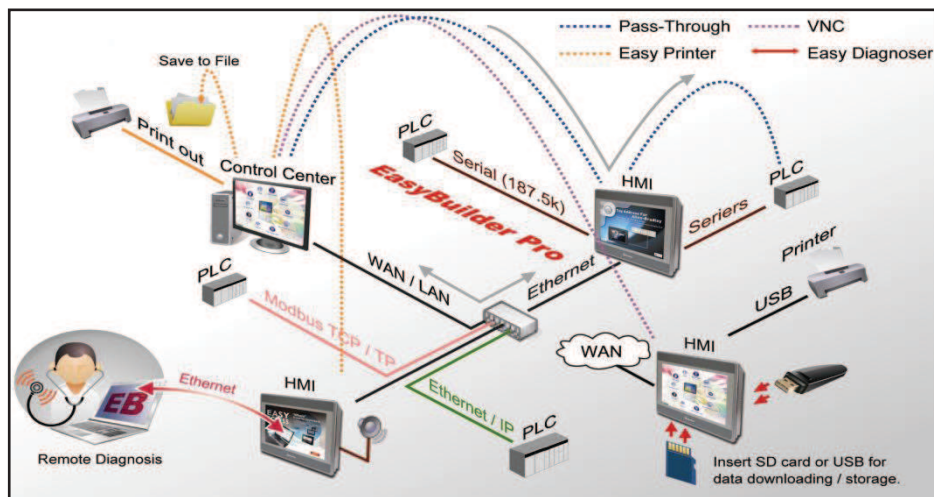 Pass-Through
VNC
Easy Printer
Easy Diagnoser
Save to File
Print out
Control Center
PLC
Serial (187.5k)
EasyBuilder Pro
HMI
PLC
Seriers
Printer
USB
Ethernet
WAN / LAN
PLC
Modbus TCP / TP
WAN
HMI
Ethernet
HMI
Ethernet / IP
PLC
EB
Remote Diagnosis
Insert SD card or USB for
data downloading / storage.